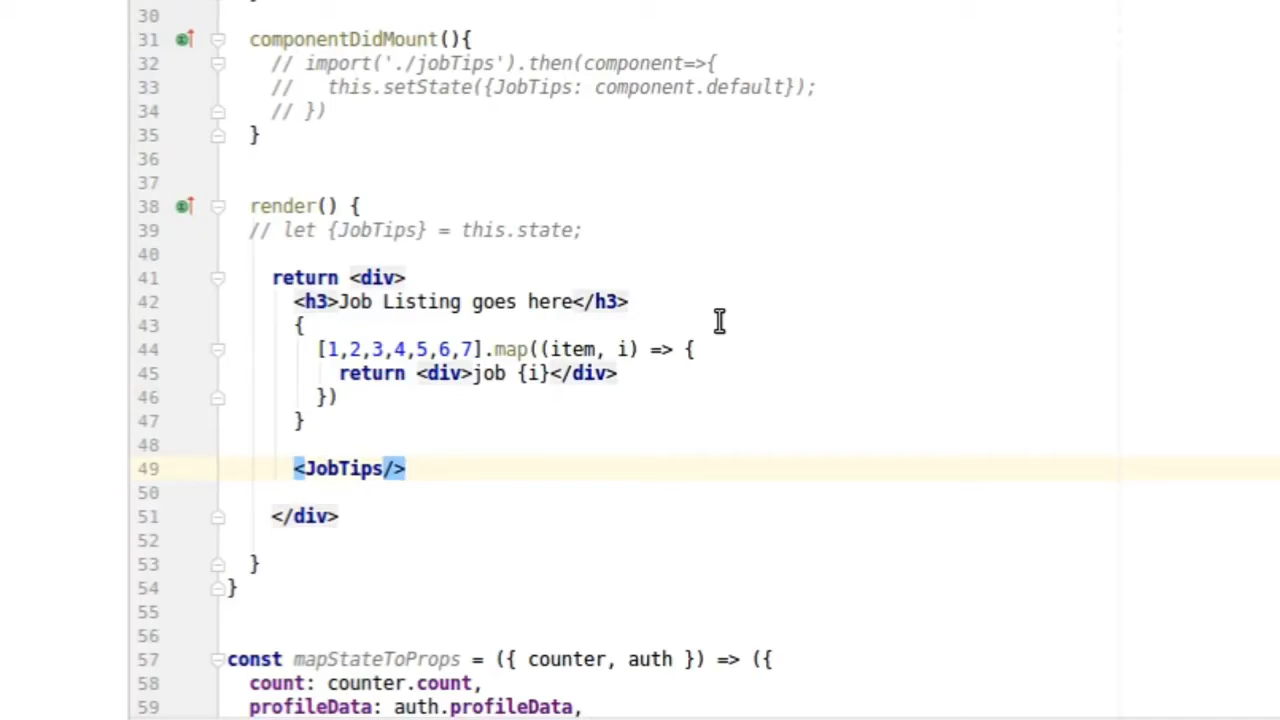 30
31 componentDidMount(){
32 // import('./jobTips').then(component=>{
33 //   this.setState({JobTips: component.default});
34 // })
35 }
36
37
38 render() {
39 // let {JobTips} = this.state;
40
41 return <div>
42 <h3>Job Listing goes here</h3>
43 {
44 [1,2,3,4,5,6,7].map((item, i) => {
45 return <div>job {i}</div>
46 })
47 }
48
49 <JobTips/>
50
51 </div>
52
53 }
54 }
55
56
57 const mapStateToProps = ({ counter, auth }) => ({
58 count: counter.count,
59 profileData: auth.profileData,